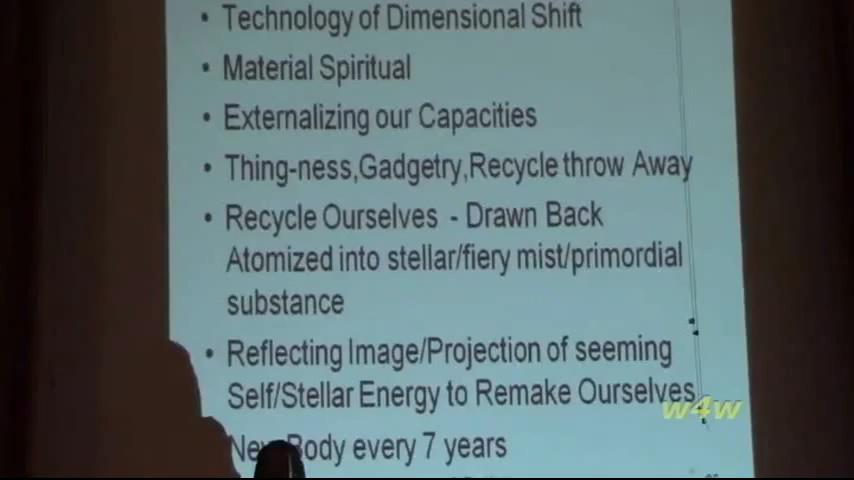 • Technology of Dimensional Shift
• Material Spiritual
• Externalizing our Capacities
• Thing-ness,Gadgetry,Recycle throw Away
• Recycle Ourselves - Drawn Back
Atomized into stellar/fiery mist/primordial
substance
• Reflecting Image/Projection of seeming
Self/Stellar Energy to Remake Ourselves
w4w
Body every 7 years